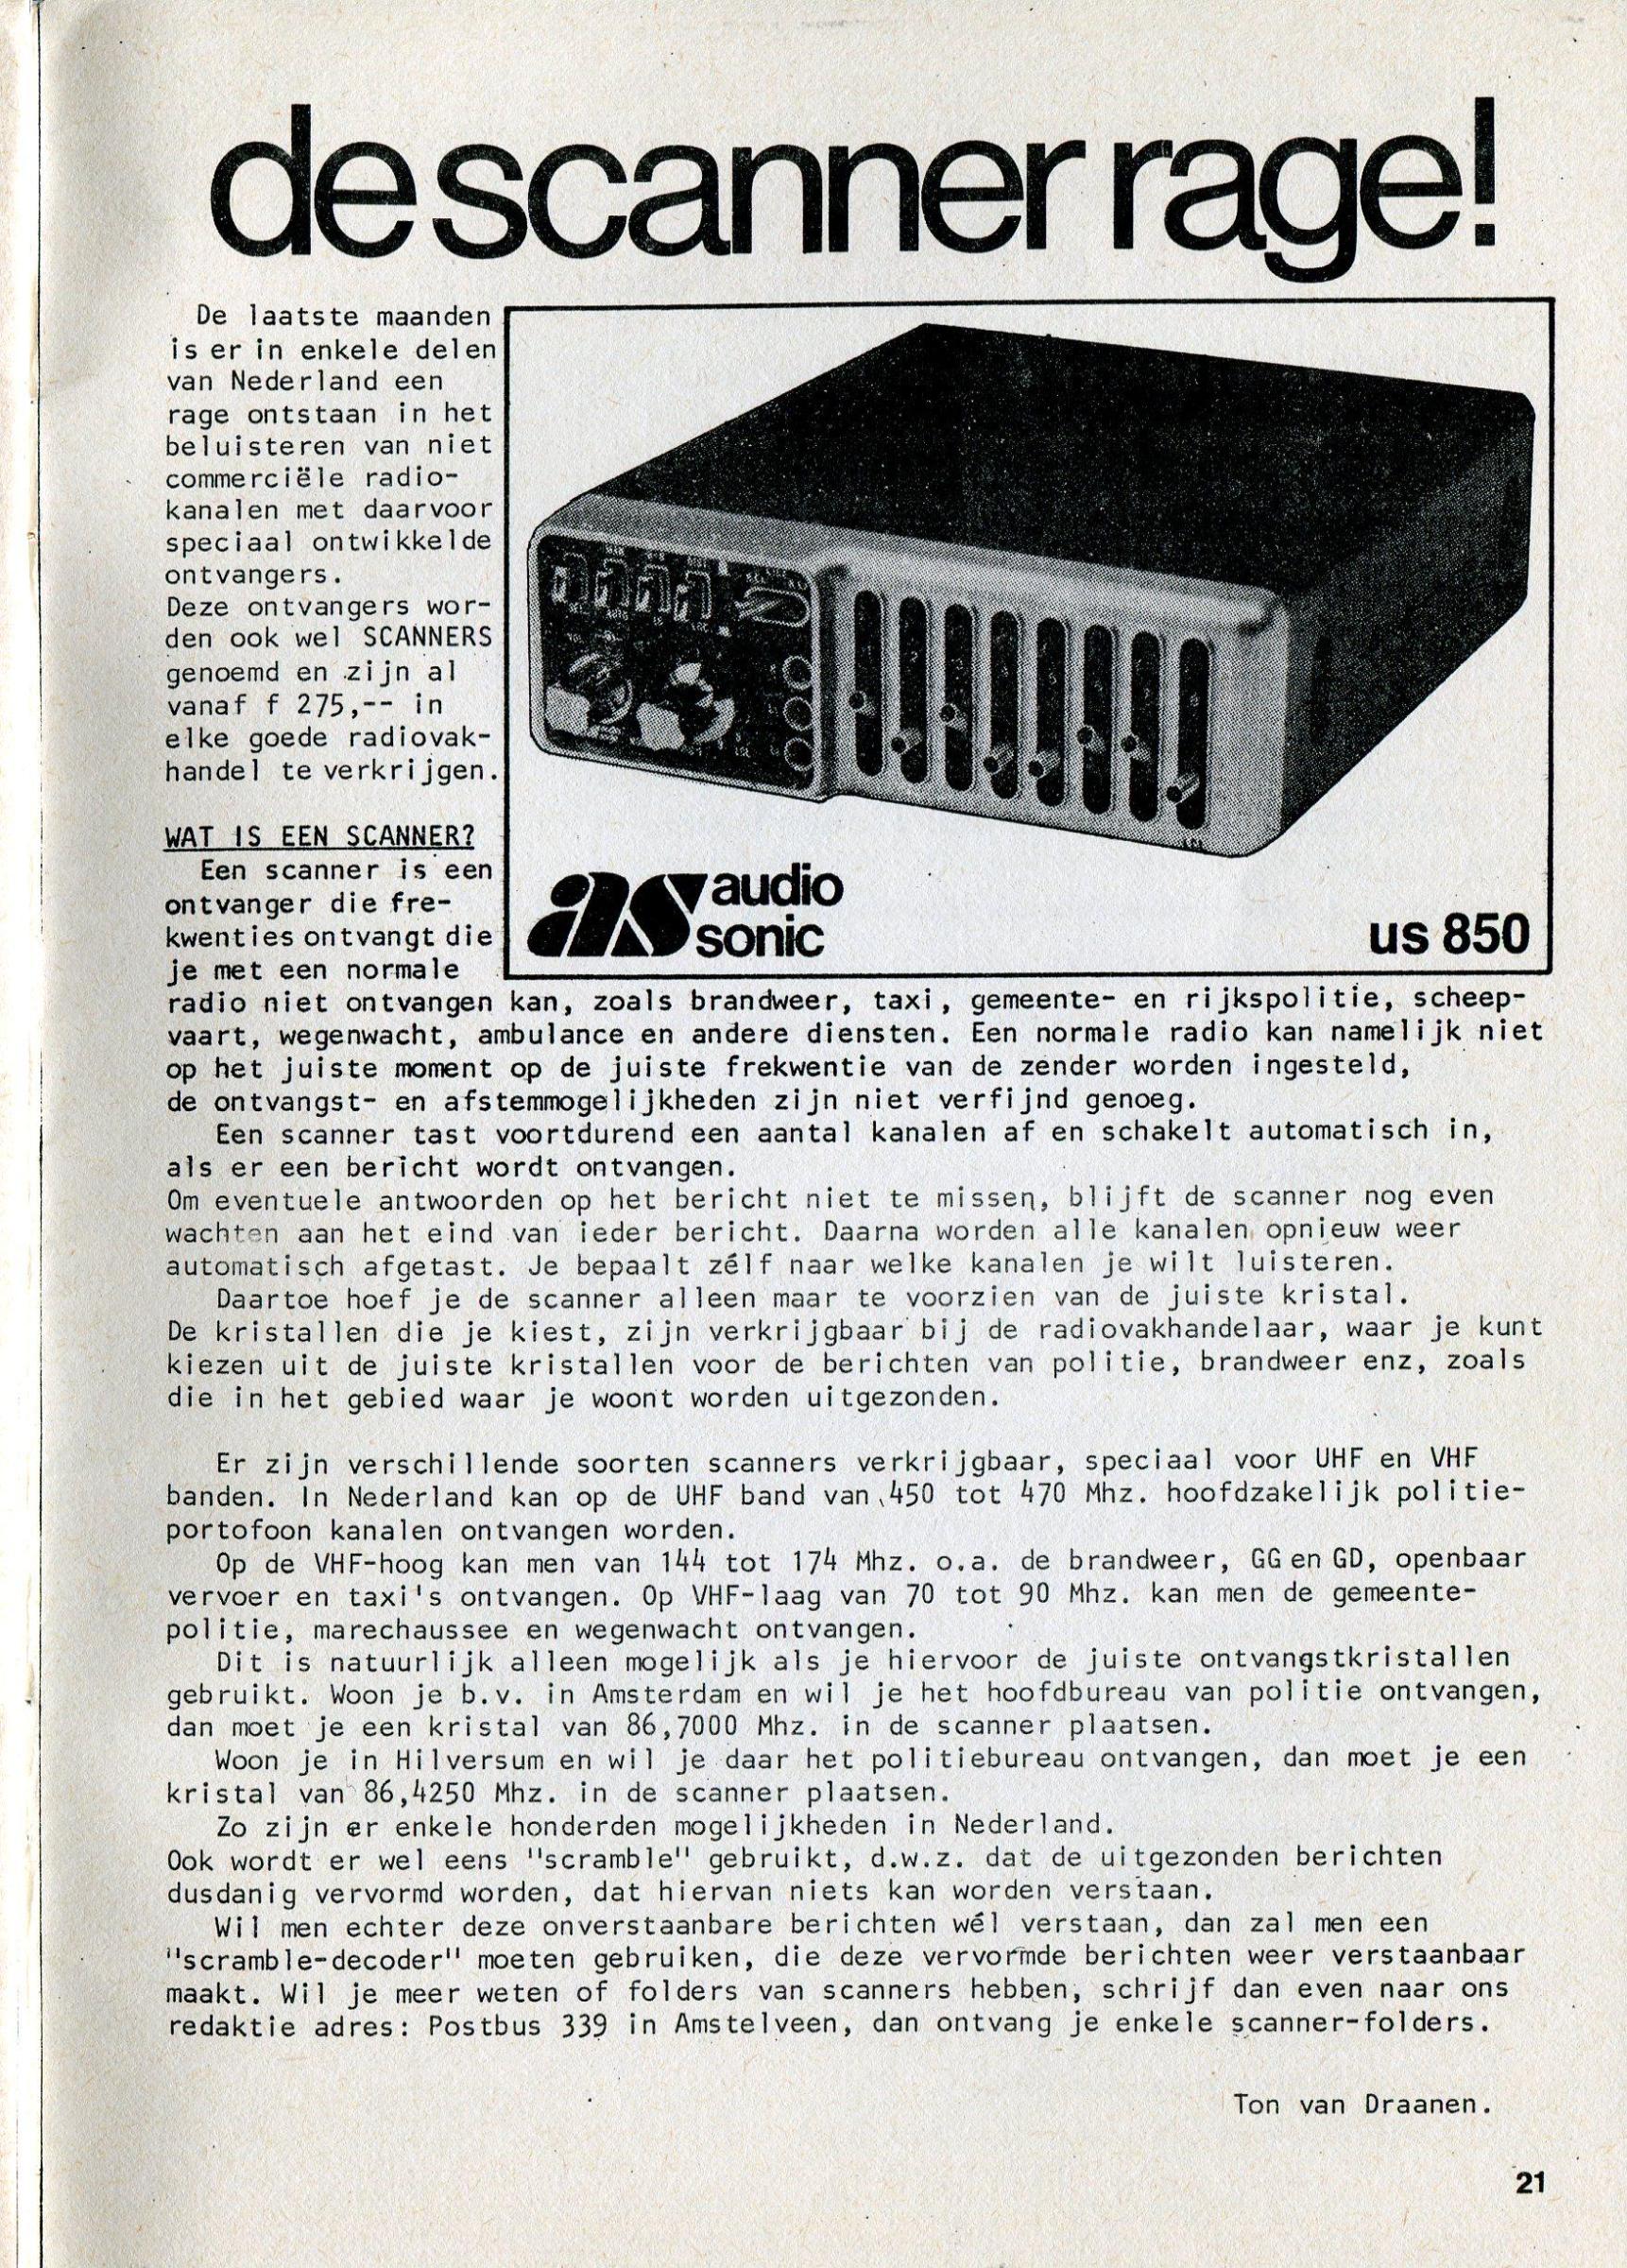 de scanner rage!
De laatste maanden
is er in enkele delen
van Nederland een
rage ontstaan in het
beluisteren van niet
commerciële radio-
kanalen met daarvoor
speciaal ontwikkelde
ontvangers.
Deze ontvangers wor-
den ook wel SCANNERS
genoemd en zijn al
vanaf f 275,-- in
elke goede radiovak-
handel te verkrijgen.
WAT IS EEN SCANNER?
Een scanner is een
ontvanger die fre-
kwenties ontvangt die
je met een normale
as audio
sonic
us 850
radio niet ontvangen kan, zoals brandweer, taxi, gemeente- en rijkspolitie, scheep-
vaart, wegenwacht, ambulance en andere diensten. Een normale radio kan namelijk niet
op het juiste moment op de juiste frekwentie van de zender worden ingesteld,
de ontvangst- en afstemmogelijkheden zijn niet verfijnd genoeg.
Een scanner tast voortdurend een aantal kanalen af en schakelt automatisch in,
als er een bericht wordt ontvangen.
Om eventuele antwoorden op het bericht niet te missen, blijft de scanner nog even
wachten aan het eind van ieder bericht. Daarna worden alle kanalen opnieuw weer
automatisch afgetast. Je bepaalt zélf naar welke kanalen je wilt luisteren.
Daartoe hoef je de scanner alleen maar te voorzien van de juiste kristal.
De kristallen die je kiest, zijn verkrijgbaar bij de radiovakhandelaar, waar je kunt
kiezen uit de juiste kristallen voor de berichten van politie, brandweer enz, zoals
die in het gebied waar je woont worden uitgezonden.
Er zijn verschillende soorten scanners verkrijgbaar, speciaal voor UHF en VHF
banden. In Nederland kan op de UHF band van 450 tot 470 Mhz. hoofdzakelijk politie-
portofoon kanalen ontvangen worden.
Op de VHF-hoog kan men van 144 tot 174 Mhz. o.a. de brandweer, GG en GD, openbaar
vervoer en taxi's ontvangen. Op VHF-laag van 70 tot 90 Mhz. kan men de gemeente-
politie, marechaussee en wegenwacht ontvangen.
Dit is natuurlijk alleen mogelijk als je hiervoor de juiste ontvangstkristallen
gebruikt. Woon je b.v. in Amsterdam en wil je het hoofdbureau van politie ontvangen,
dan moet je een kristal van 86,7000 Mhz. in de scanner plaatsen.
Woon je in Hilversum en wil je daar het politiebureau ontvangen, dan moet je een
kristal van 86,4250 Mhz. in de scanner plaatsen.
Zo zijn er enkele honderden mogelijkheden in Nederland.
Ook wordt er wel eens "scramble" gebruikt, d.w.z. dat de uitgezonden berichten
dusdanig vervormd worden, dat hiervan niets kan worden verstaan.
Wil men echter deze onverstaanbare berichten wél verstaan, dan zal men een
"scramble-decoder" moeten gebruiken, die deze vervormde berichten weer verstaanbaar
maakt. Wil je meer weten of folders van scanners hebben, schrijf dan even naar ons
redaktie adres: Postbus 339 in Amstelveen, dan ontvang je enkele scanner-folders.
Ton van Draanen.
21